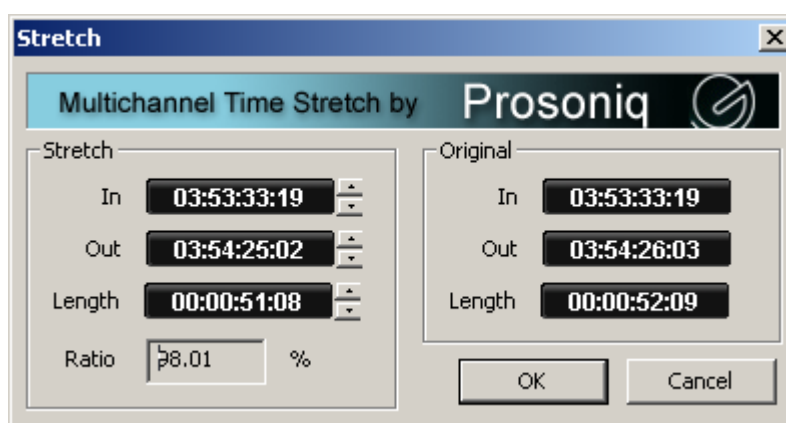 Stretch
Multichannel Time Stretch by Prosoniq
Stretch
In 03:53:33:19
Out 03:54:25:02
Length 00:00:51:08
Ratio 98.01 %
Original
In 03:53:33:19
Out 03:54:26:03
Length 00:00:52:09
OK Cancel